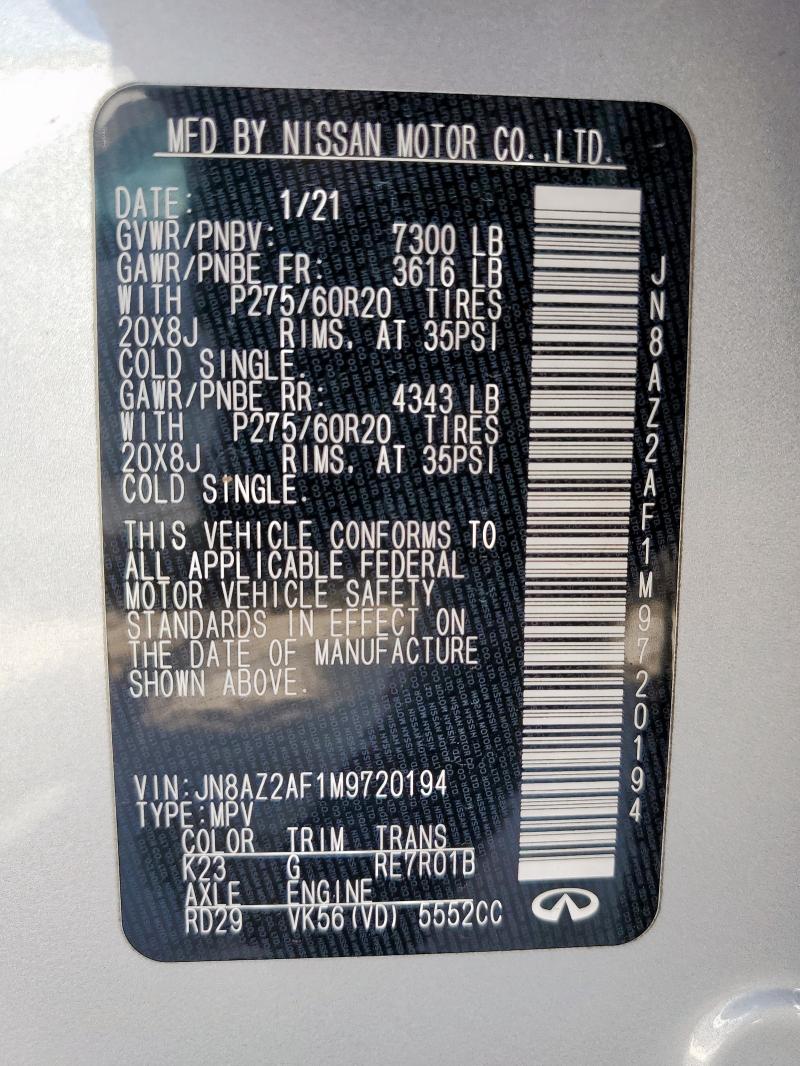 MFD BY NISSAN MOTOR CO.,LTD.
DATE: 1/21
GVWR/PNBV: 7300 LB
GAWR/PNBE FR: 3616 LB
WITH P275/60R20 TIRES
20X8J RIMS. AT 35PSI
COLD SINGLE.
GAWR/PNBE RR: 4343 LB
WITH P275/60R20 TIRES
20X8J RIMS. AT 35PSI
COLD SINGLE.
THIS VEHICLE CONFORMS TO
ALL APPLICABLE FEDERAL
MOTOR VEHICLE SAFETY
STANDARDS IN EFFECT ON
THE DATE OF MANUFACTURE
SHOWN ABOVE.
VIN:JN8AZ2AF1M9720194
TYPE:MPV
COLOR TRIM TRANS
K23 G RE7R01B
AXLE ENGINE
RD29 VK56(VD) 5552CC
JN8AZ2AF1M9720194